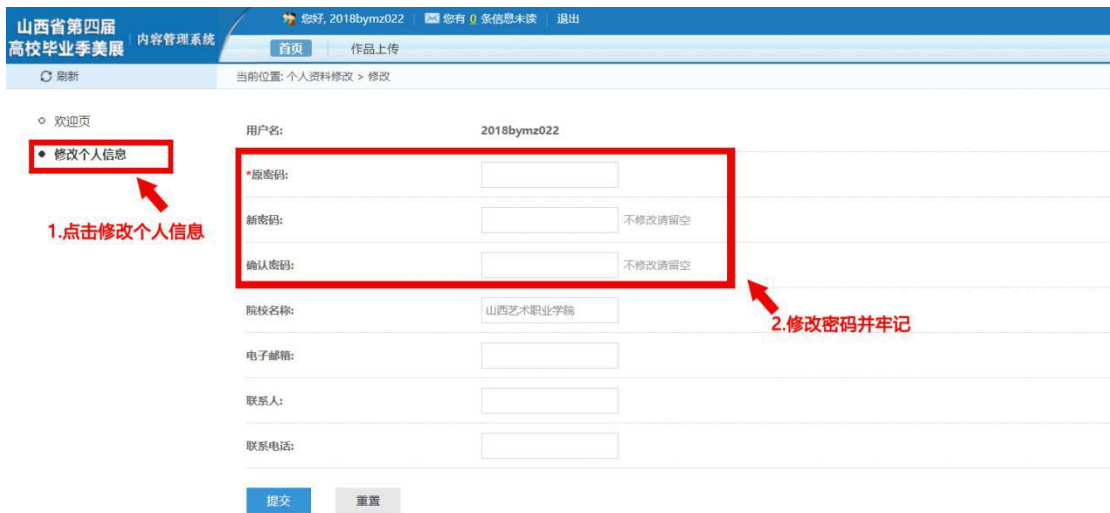 山西省第四届
高校毕业季美展
内容管理系统
您好, 2018bymz022 您有 0 条信息未读 退出
首页 作品上传
刷新
当前位置: 个人资料修改 > 修改
欢迎页
修改个人信息
1.点击修改个人信息
用户名: 2018bymz022
*原密码:
新密码: 不修改请留空
确认密码: 不修改请留空
2.修改密码并牢记
院校名称: 山西艺术职业学院
电子邮箱:
联系人:
联系电话:
提交 重置